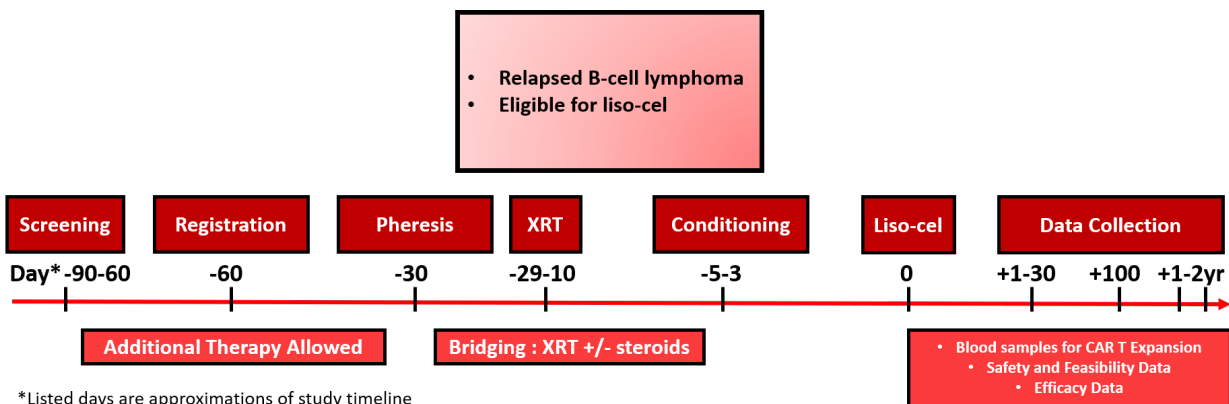 • Relapsed B-cell lymphoma
• Eligible for liso-cel
Screening
Registration
Pheresis
XRT
Conditioning
Liso-cel
Data Collection
Day* -90-60
-60
-30
-29-10
-5-3
0
+1-30
+100
+1-2yr
Additional Therapy Allowed
Bridging : XRT +/- steroids
• Blood samples for CAR T Expansion
• Safety and Feasibility Data
• Efficacy Data
*Listed days are approximations of study timeline